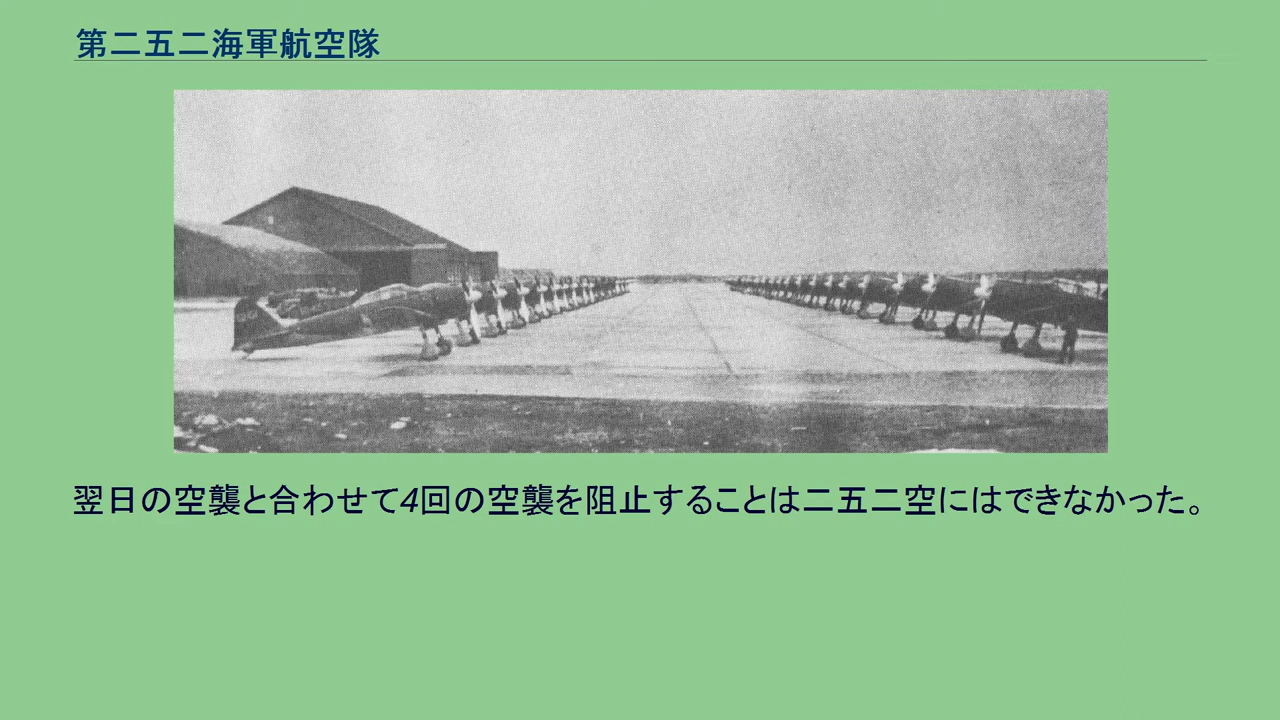 第二五二海軍航空隊
翌日の空襲と合わせて4回の空襲を阻止することは二五二空にはできなかった。